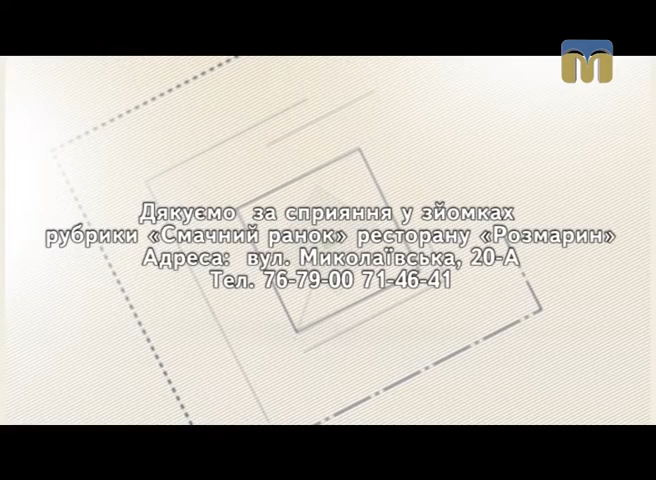 Дякуємо за сприяння у зйомках
рубрики «Смачний ранок» ресторану «Розмарин»
Адреса: вул. Миколаївська, 20-А
Тел. 76-79-00 71-46-41